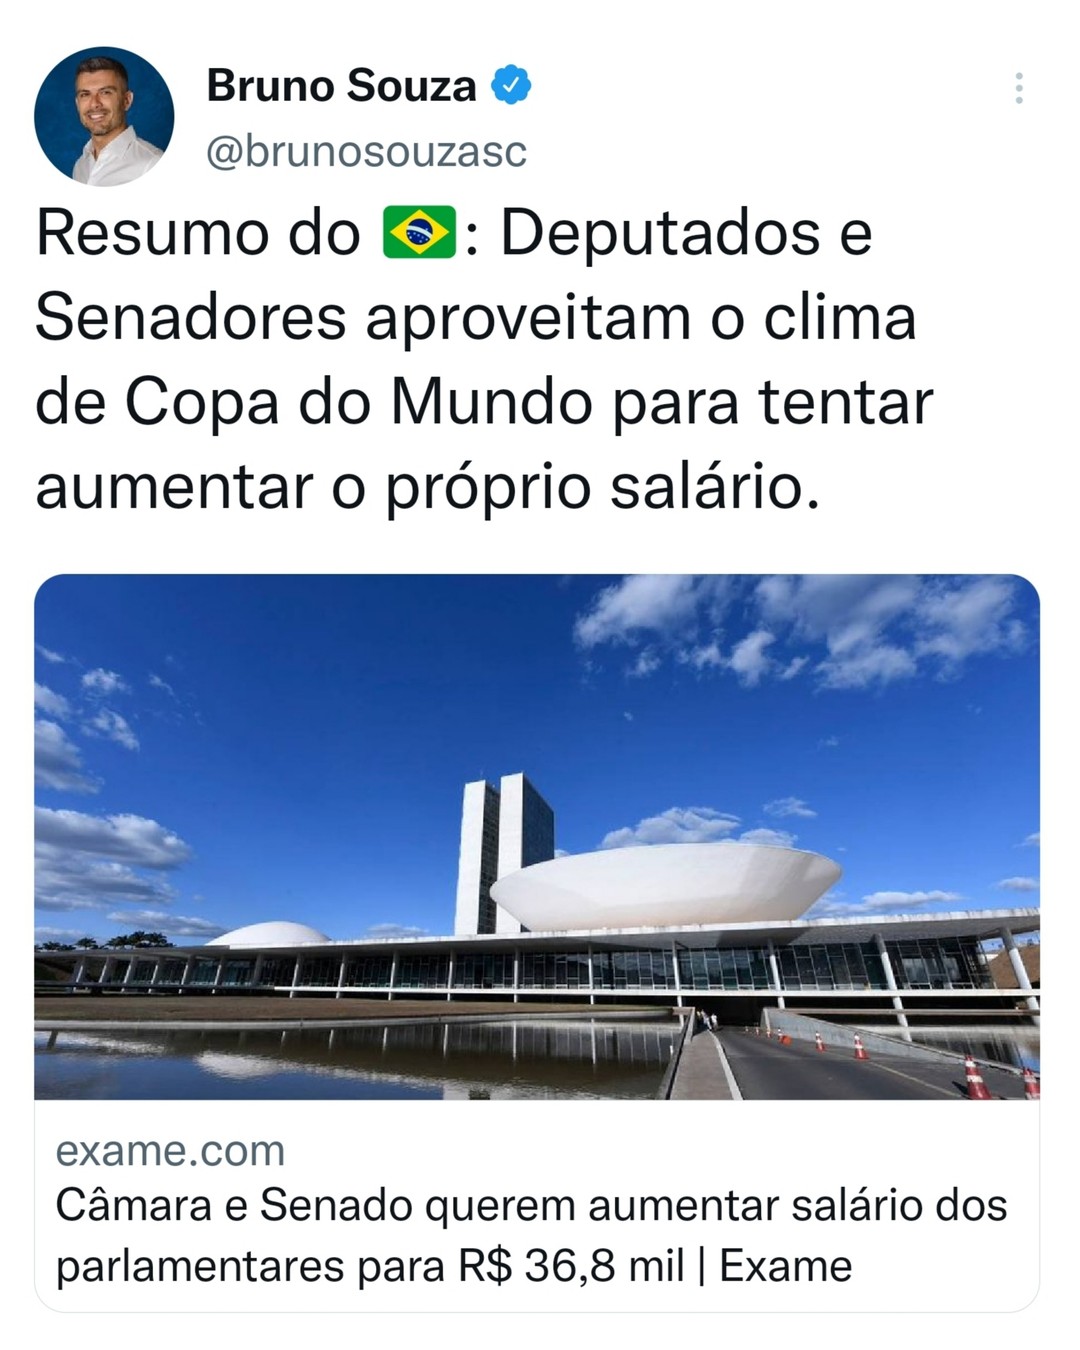 Bruno Souza
@brunosouzasc
Resumo do 🇧🇷: Deputados e
Senadores aproveitam o clima
de Copa do Mundo para tentar
aumentar o próprio salário.
exame.com
Câmara e Senado querem aumentar salário dos
parlamentares para R$ 36,8 mil | Exame